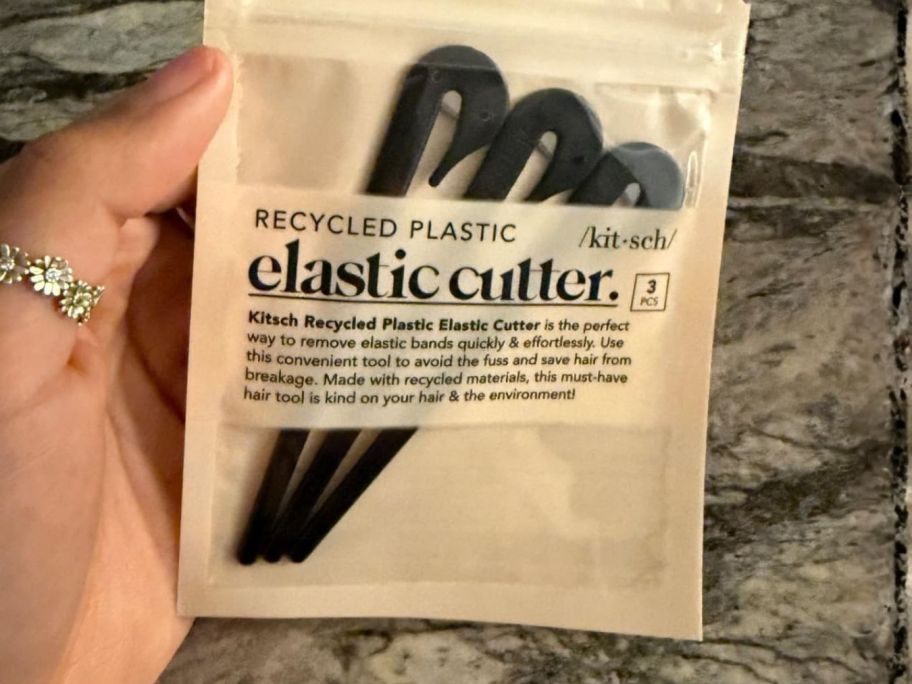 RECYCLED PLASTIC
/kit·sch/
elastic cutter.
3
PCS
Kitsch Recycled Plastic Elastic Cutter is the perfect
way to remove elastic bands quickly & effortlessly. Use
this convenient tool to avoid the fuss and save hair from
breakage. Made with recycled materials, this must-have
hair tool is kind on your hair & the environment!